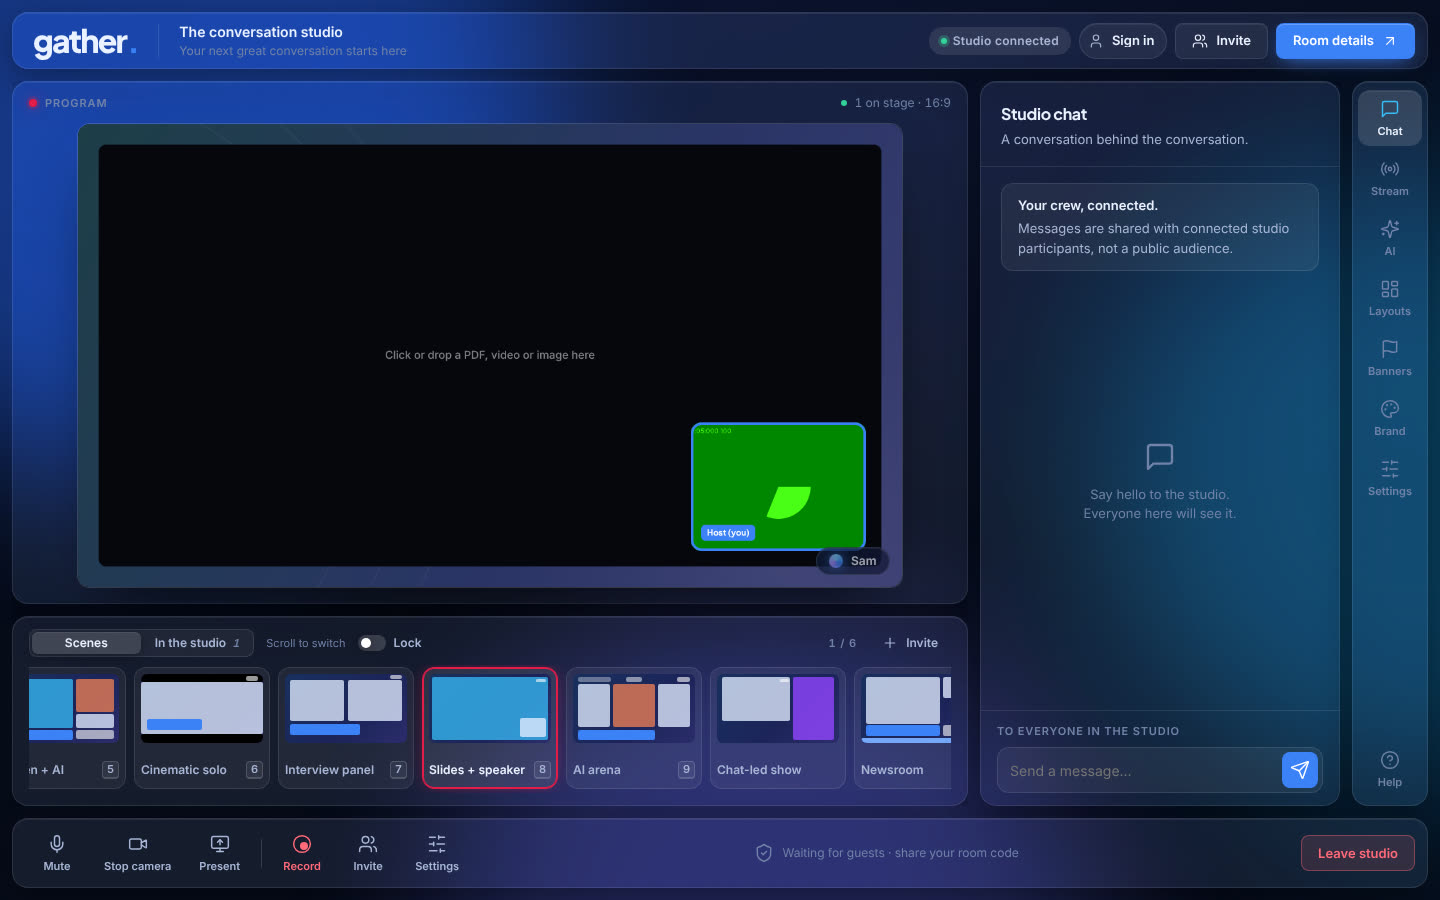 gather.
The conversation studio
Your next great conversation starts here
Studio connected
Sign in
Invite
Room details
PROGRAM
1 on stage · 16:9
Click or drop a PDF, video or image here
Host (you)
Sam
Scenes
In the studio 1
Scroll to switch
Lock
1 / 6
Invite
n + AI 5
Cinematic solo 6
Interview panel 7
Slides + speaker 8
AI arena 9
Chat-led show
Newsroom
Studio chat
A conversation behind the conversation.
Your crew, connected.
Messages are shared with connected studio
participants, not a public audience.
Say hello to the studio.
Everyone here will see it.
TO EVERYONE IN THE STUDIO
Send a message...
Chat
Stream
AI
Layouts
Banners
Brand
Settings
Help
Mute
Stop camera
Present
Record
Invite
Settings
Waiting for guests · share your room code
Leave studio